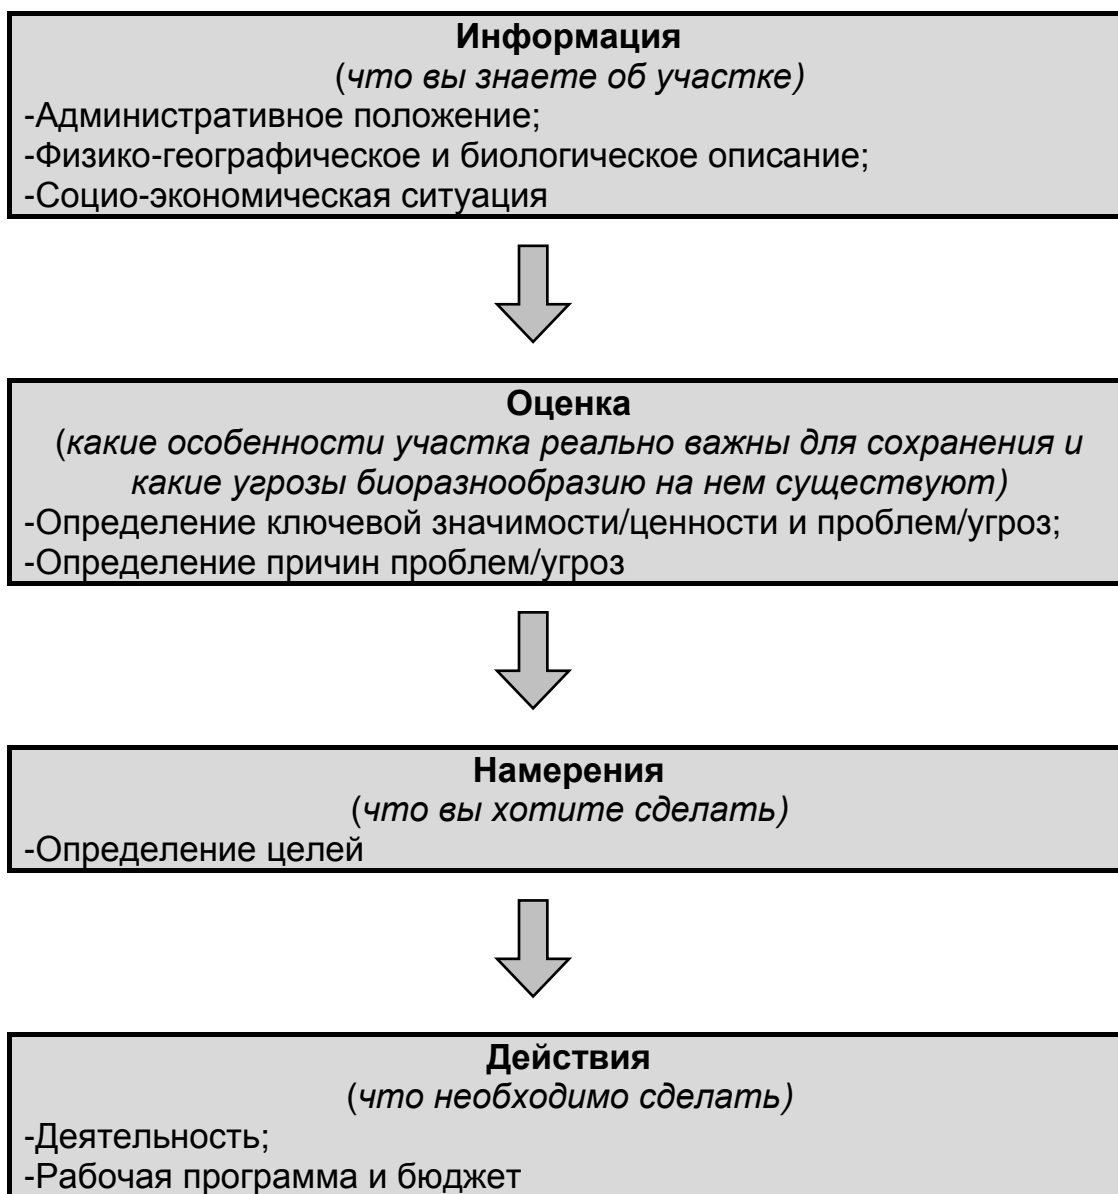 Информация
(что вы знаете об участке)
-Административное положение;
-Физико-географическое и биологическое описание;
-Социо-экономическая ситуация
Оценка
(какие особенности участка реально важны для сохранения и
какие угрозы биоразнообразию на нем существуют)
-Определение ключевой значимости/ценности и проблем/угроз;
-Определение причин проблем/угроз
Намерения
(что вы хотите сделать)
-Определение целей
Действия
(что необходимо сделать)
-Деятельность;
-Рабочая программа и бюджет